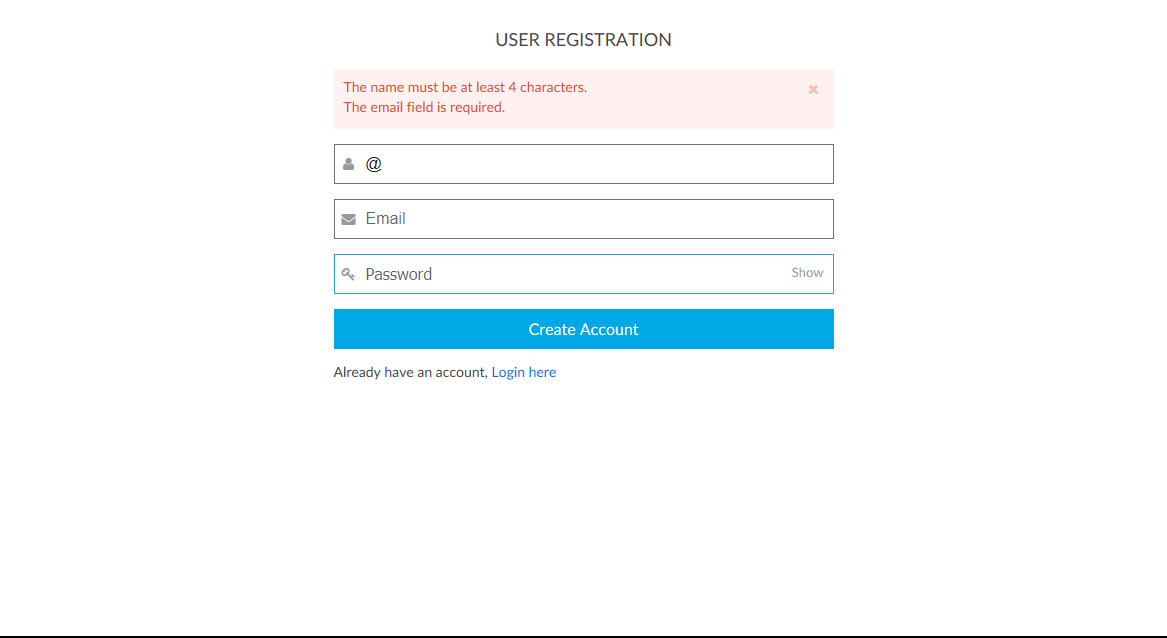 USER REGISTRATION
The name must be at least 4 characters.
The email field is required.
@
Email
Password Show
Create Account
Already have an account, Login here